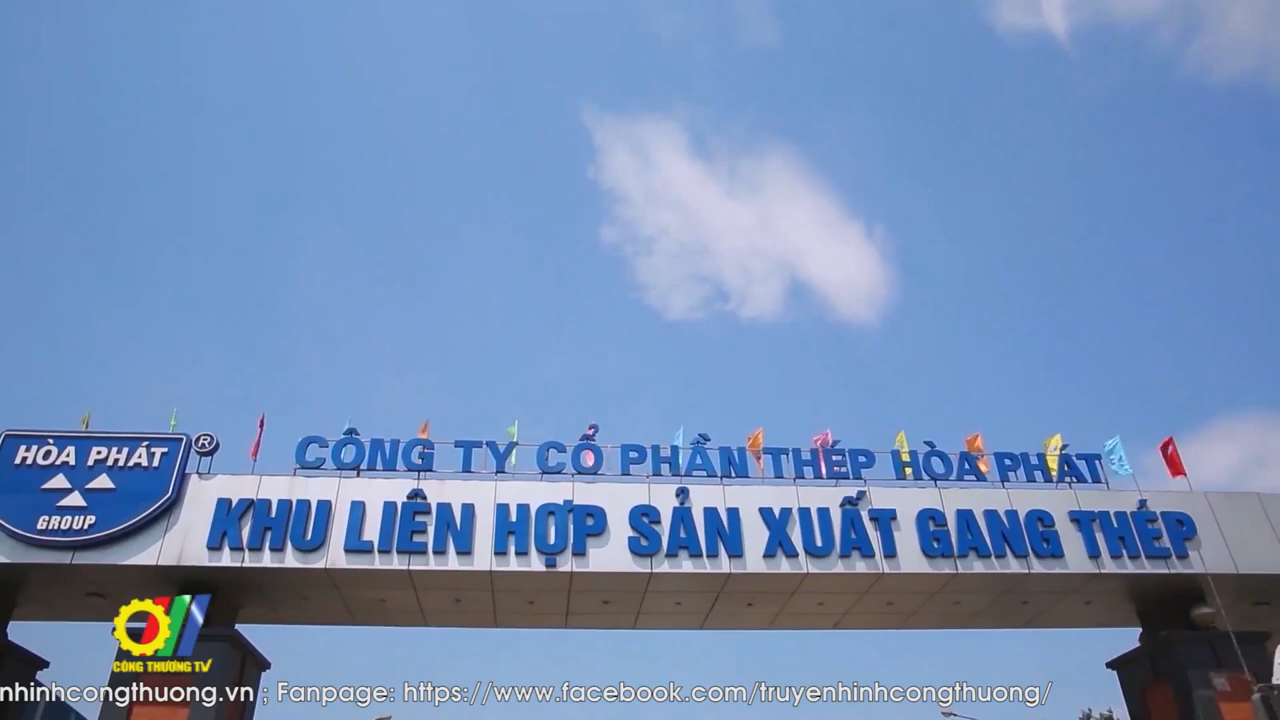 CÔNG TY CỔ PHẦN THÉP HÒA PHÁT
HÒA PHÁT
®
GROUP
KHU LIÊN HỢP SẢN XUẤT GANG THÉP
CÔNG THƯƠNG TV
nhinhcongthuong.vn ; Fanpage: https://www.facebook.com/truyenhinhcongthuong/